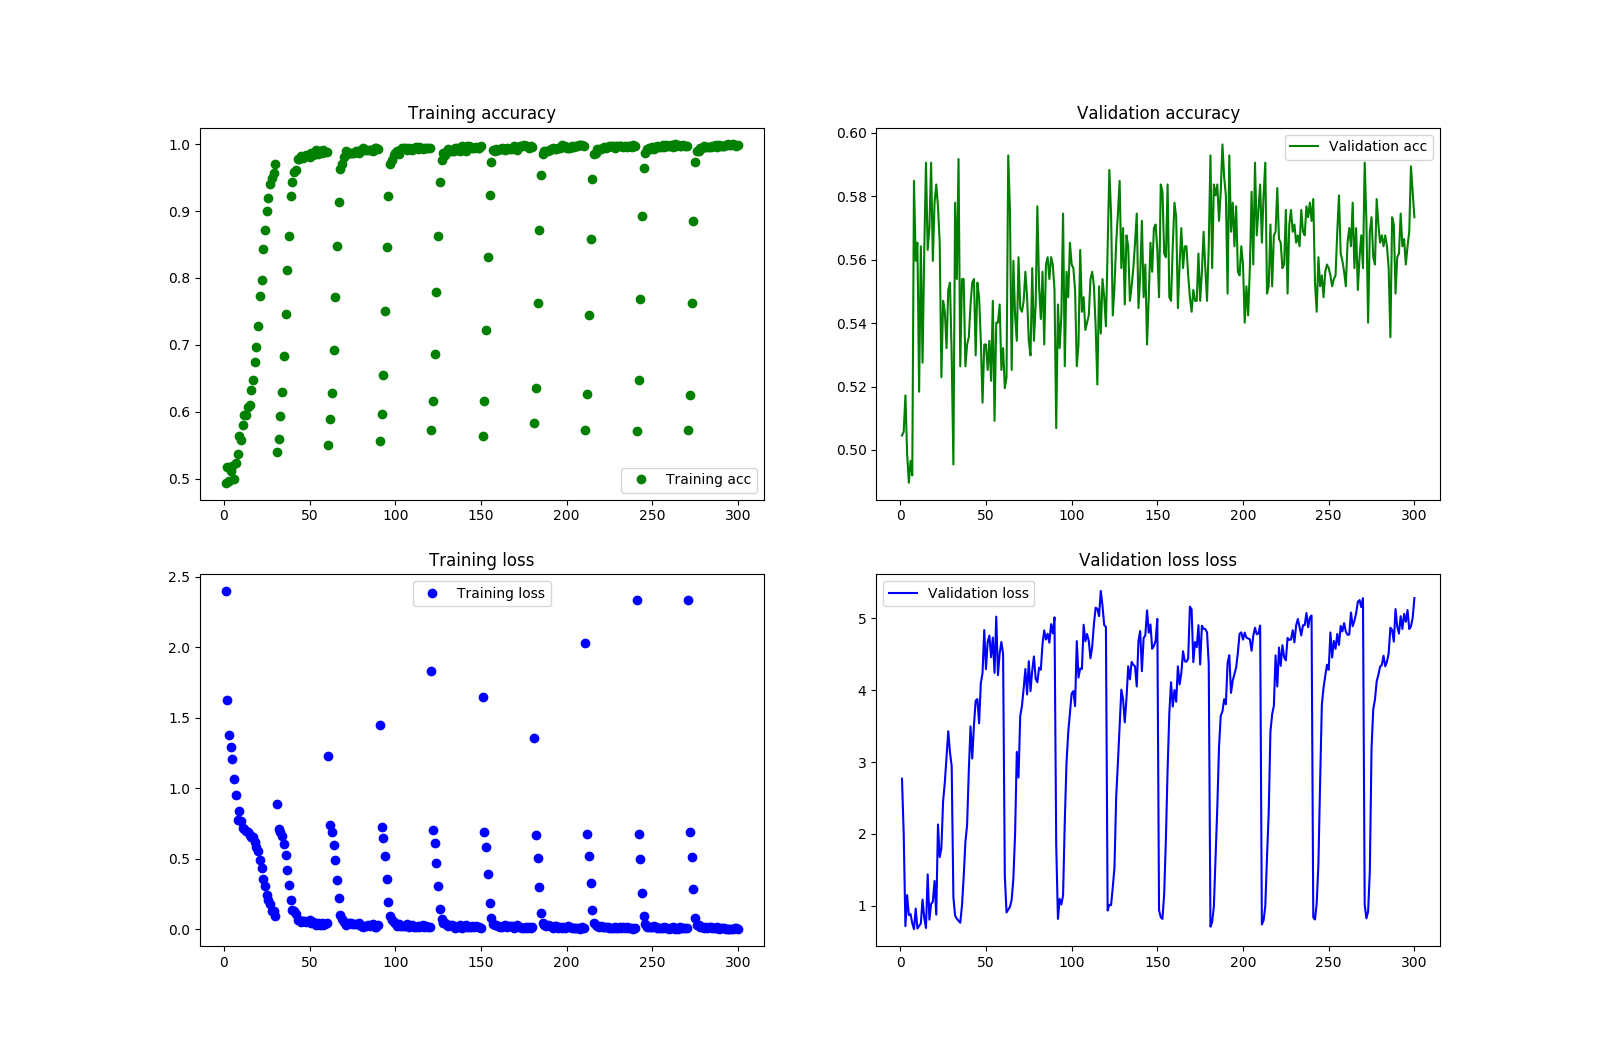 Training accuracy
1.0
0.9
0.8
0.7
0.6
0.5
Training acc
0 50 100 150 200 250 300
Validation accuracy
0.60
0.58
0.56
0.54
0.52
0.50
Validation acc
0 50 100 150 200 250 300
Training loss
2.5
2.0
1.5
1.0
0.5
0.0
Training loss
0 50 100 150 200 250 300
Validation loss loss
Validation loss
5
4
3
2
1
0 50 100 150 200 250 300